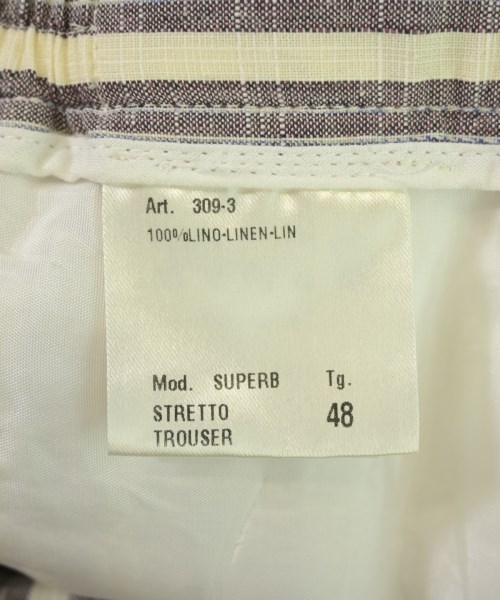 Art. 309-3
100%LINO-LINEN-LIN
Mod. SUPERB Tg.
STRETTO 48
TROUSER